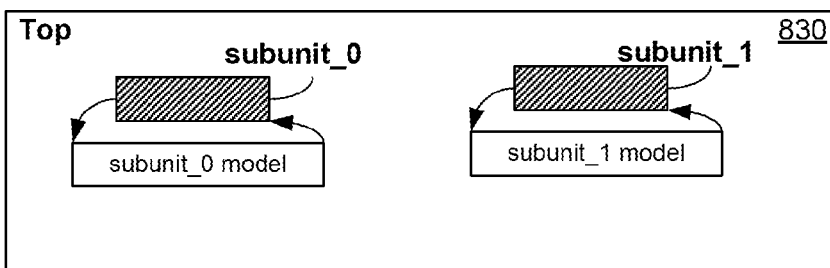 Top
830
subunit_0
subunit_1
subunit_0 model
subunit_1 model